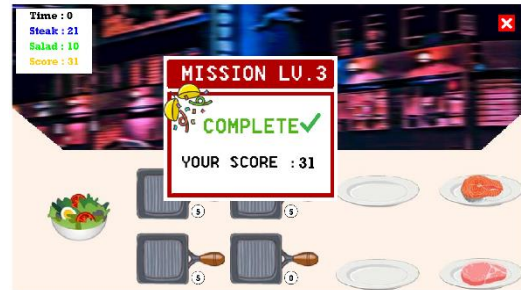 Time : 0
Steak : 21
Salad : 10
Score : 31
MISSION LV.3
COMPLETE
YOUR SCORE : 31
5
5
5
0